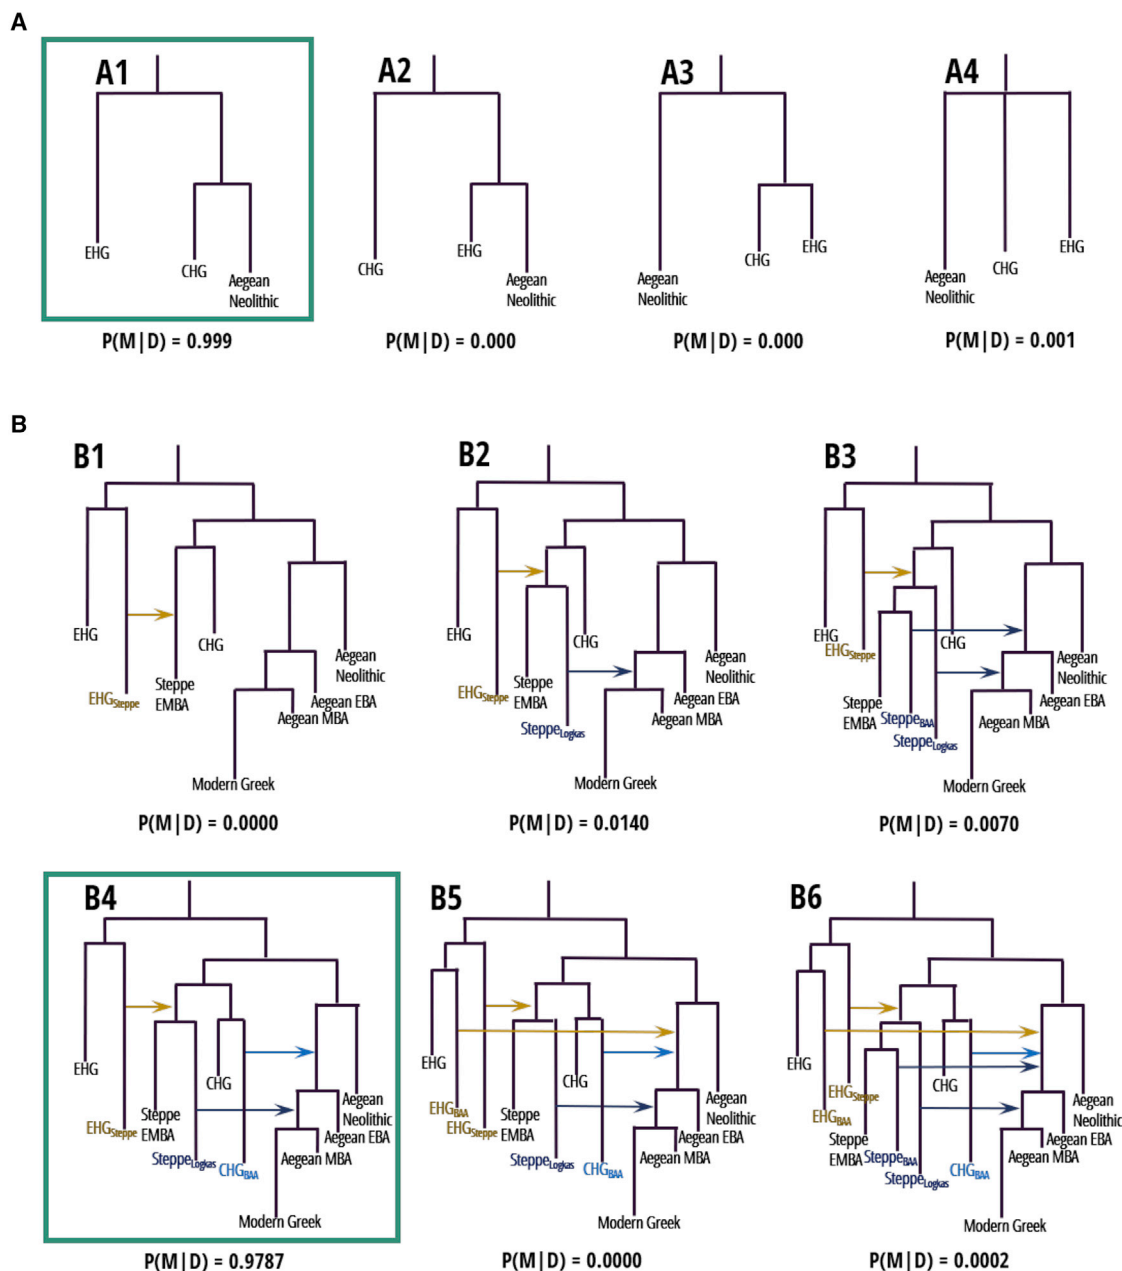 A
A1
A2
A3
A4
EHG
CHG
Aegean
Neolithic
CHG
EHG
Aegean
Neolithic
Aegean
Neolithic
CHG
EHG
Aegean
Neolithic
CHG
EHG
P(M|D) = 0.999
P(M|D) = 0.000
P(M|D) = 0.000
P(M|D) = 0.001
B
B1
EHG
EHGSteppe
Steppe
EMBA
CHG
Aegean
Neolithic
Aegean EBA
Aegean MBA
Modern Greek
P(M|D) = 0.0000
B2
EHG
EHGSteppe
Steppe
EMBA
SteppeLogkas
CHG
Aegean
Neolithic
Aegean EBA
Aegean MBA
Modern Greek
P(M|D) = 0.0140
B3
EHG
EHGSteppe
Steppe
EMBA
SteppeBAA
SteppeLogkas
CHG
Aegean
Neolithic
Aegean EBA
Aegean MBA
Modern Greek
P(M|D) = 0.0070
B4
EHG
EHGSteppe
Steppe
EMBA
SteppeLogkas
CHG
CHGBAA
Aegean
Neolithic
Aegean EBA
Aegean MBA
Modern Greek
P(M|D) = 0.9787
B5
EHG
EHGBAA
EHGSteppe
Steppe
EMBA
SteppeLogkas
CHG
CHGBAA
Aegean
Neolithic
Aegean EBA
Aegean MBA
Modern Greek
P(M|D) = 0.0000
B6
EHG
EHGSteppe
EHGBAA
Steppe
EMBA
SteppeBAA
SteppeLogkas
CHG
CHGBAA
Aegean
Neolithic
Aegean EBA
Aegean MBA
Modern Greek
P(M|D) = 0.0002